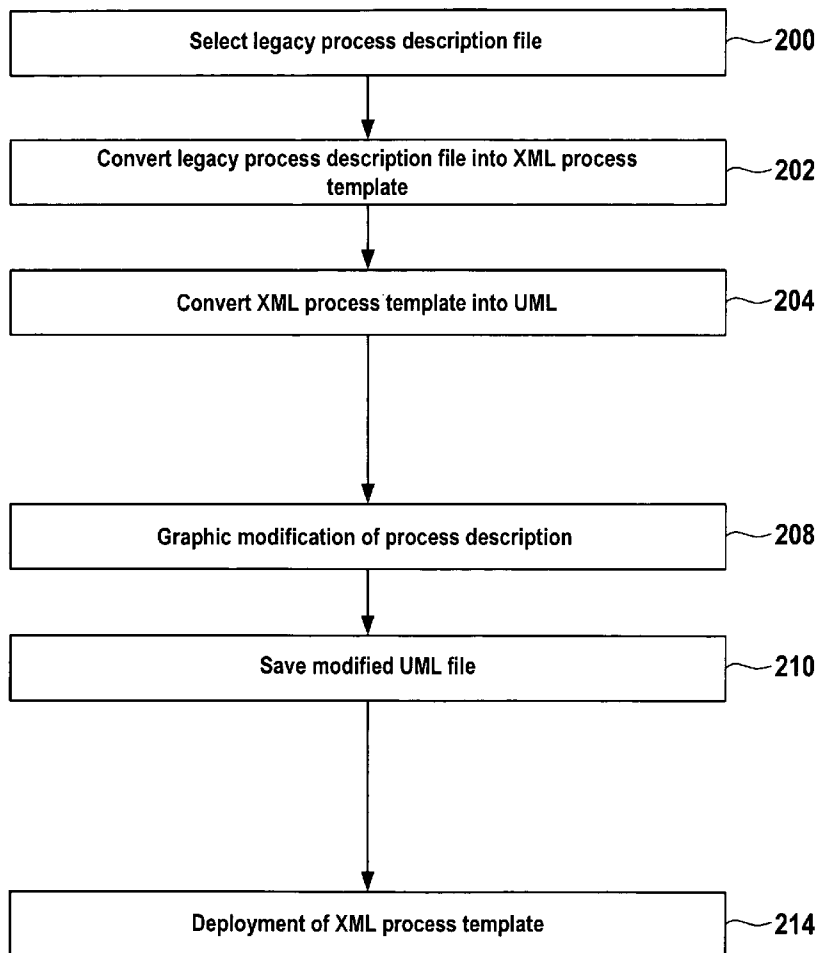 Select legacy process description file
200
Convert legacy process description file into XML process
template
202
Convert XML process template into UML
204
Graphic modification of process description
208
Save modified UML file
210
Deployment of XML process template
214